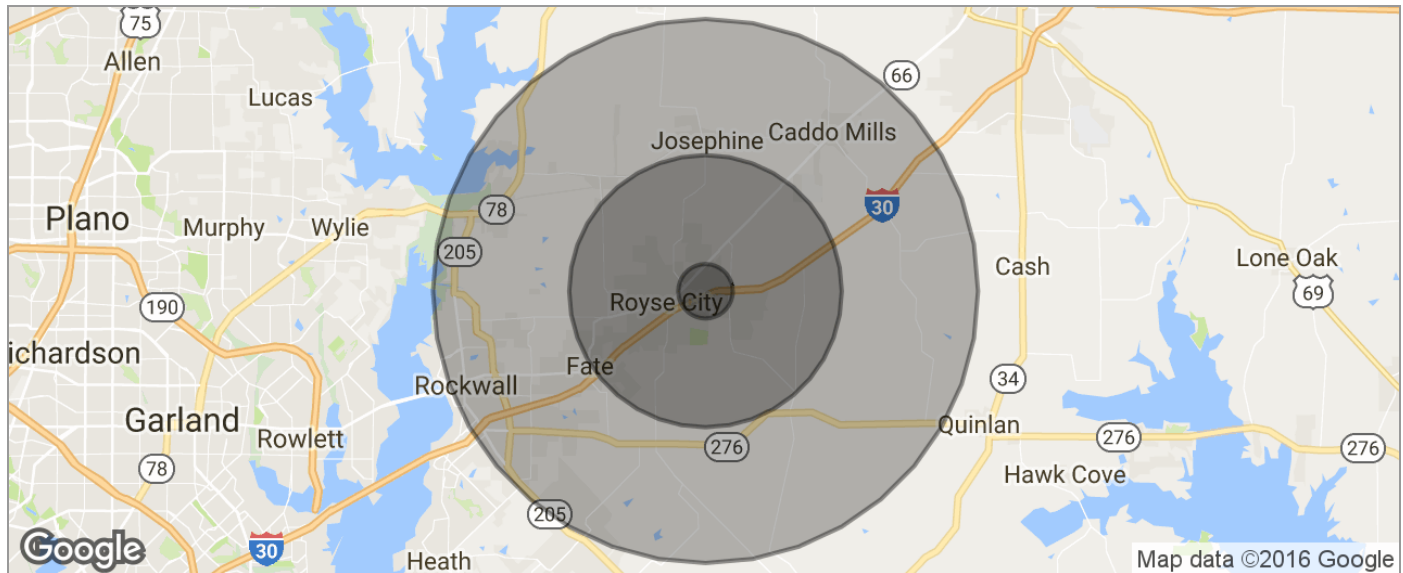 75
Allen
66
Lucas
Josephine
Caddo Mills
30
78
Plano
Murphy
Wylie
205
Lone Oak
Cash
69
190
Royse City
ichardson
Fate
34
Rockwall
Garland
Rowlett
Quinlan
276
276
276
78
Hawk Cove
205
Google
30
Heath
Map data ©2016 Google